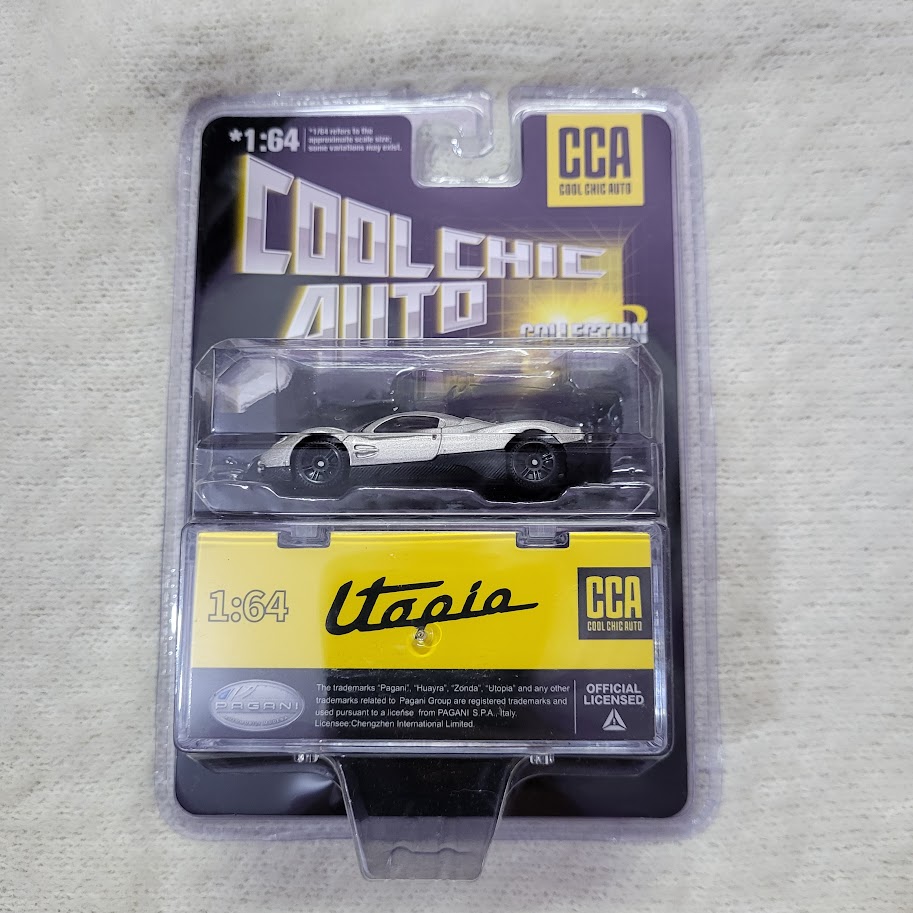 *1:64
*1/64 refers to the
approximate scale size;
some variations may exist.
CCA
COOL CHIC AUTO
COOL CHIC
AUTO
COLLECTION
1:64
Utopia
CCA
COOL CHIC AUTO
PAGANI
The trademarks "Pagani", "Huayra", "Zonda", "Utopia" and any other
trademarks related to Pagani Group are registered trademarks and
used pursuant to a license from PAGANI S.P.A., Italy.
Licensee:Chengzhen International Limited.
OFFICIAL
LICENSED